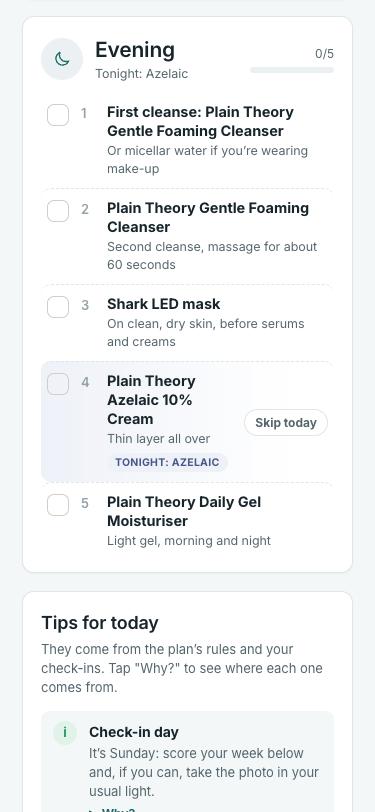 Evening
Tonight: Azelaic
0/5
1
First cleanse: Plain Theory
Gentle Foaming Cleanser
Or micellar water if you’re wearing
make-up
2
Plain Theory Gentle Foaming
Cleanser
Second cleanse, massage for about
60 seconds
3
Shark LED mask
On clean, dry skin, before serums
and creams
4
Plain Theory
Azelaic 10%
Cream
Thin layer all over
TONIGHT: AZELAIC
Skip today
5
Plain Theory Daily Gel
Moisturiser
Light gel, morning and night
Tips for today
They come from the plan’s rules and your
check-ins. Tap "Why?" to see where each one
comes from.
i
Check-in day
It’s Sunday: score your week below
and, if you can, take the photo in your
usual light.
Why?